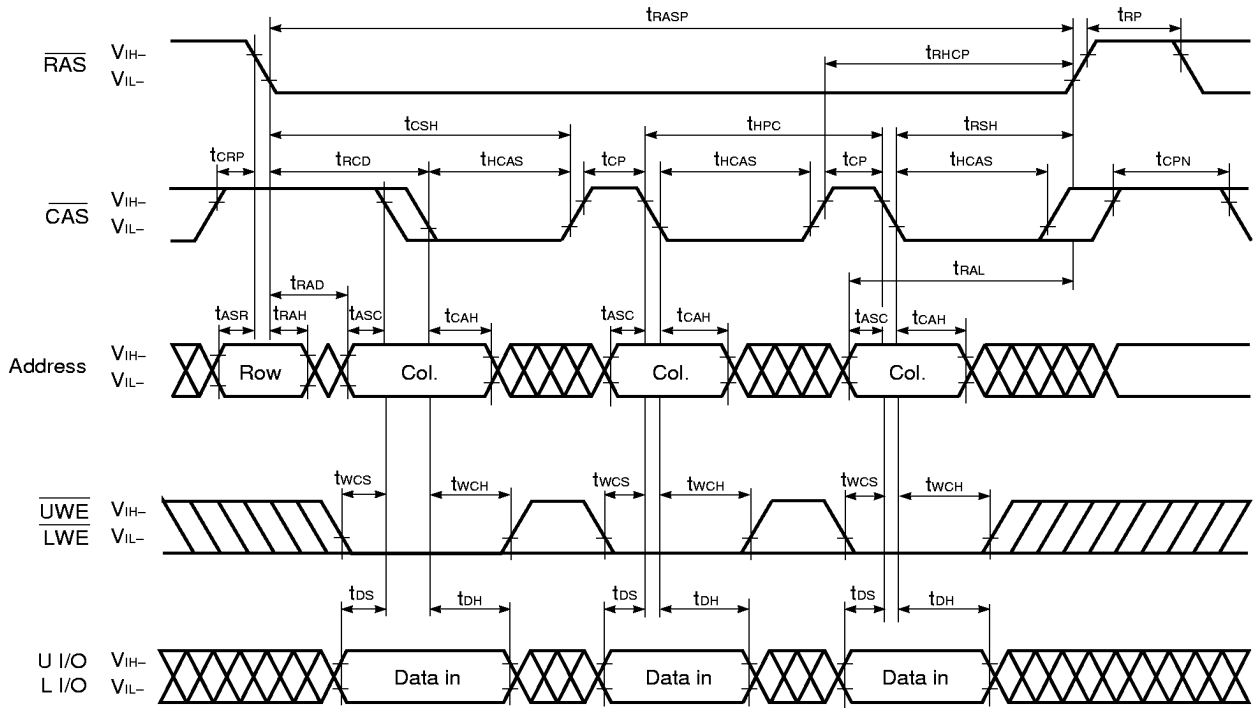 tRASP tRP
RAS VIH– VIL– tRHCP
tCSH tHPC tRSH
tCRP tRCD tHCAS tCP tHCAS tCP tHCAS tCPN
CAS VIH– VIL–
tRAD tRAL
tASR tRAH tASC tCAH tASC tCAH tASC tCAH
Address VIH– VIL– Row Col. Col. Col.
tWCS tWCH tWCS tWCH tWCS tWCH
UWE VIH–
LWE VIL–
tDS tDH tDS tDH tDS tDH
U I/O VIH–
L I/O VIL– Data in Data in Data in